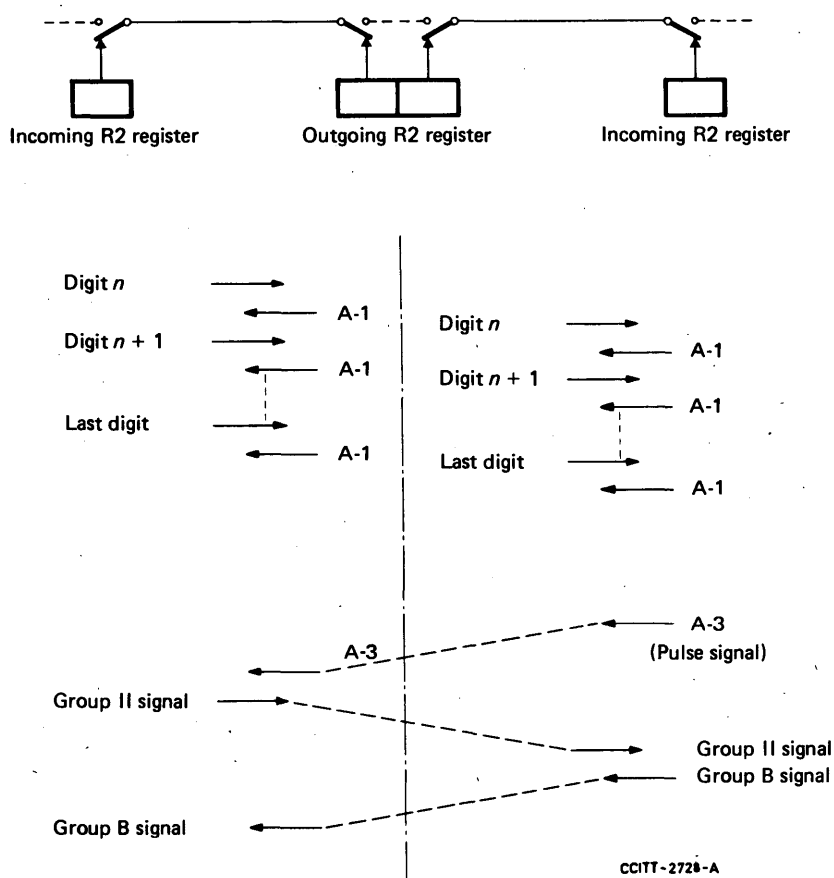 Incoming R2 register
Outgoing R2 register
Incoming R2 register
Digit n
A-1
Digit n + 1
A-1
Last digit
A-1
Digit n
A-1
Digit n + 1
A-1
Last digit
A-1
A-3
(Pulse signal)
A-3
Group II signal
Group II signal
Group B signal
Group B signal
CCITT-2728-A